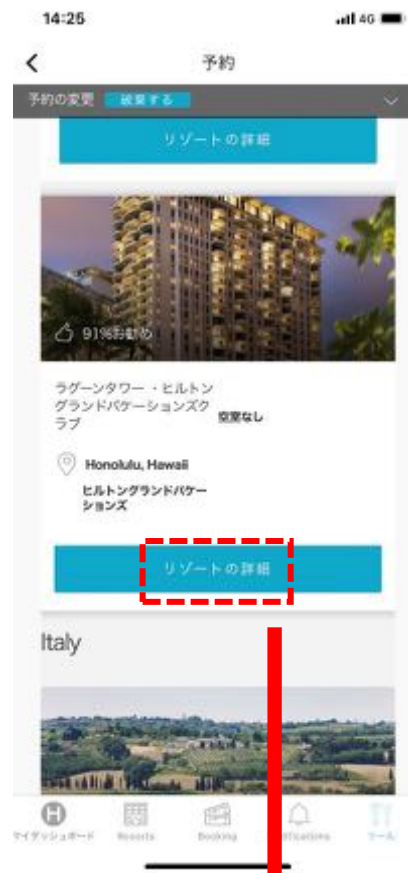 14:25
4G
予約
予約の変更 破棄する
リゾートの詳細
91%お勧め
ラグーンタワー ・ヒルトン
グランドバケーションズク
ラブ
空室なし
Honolulu, Hawaii
ヒルトングランドバケー
ションズ
リゾートの詳細
Italy
H
マイダッシュボード Resorts Booking Notifications ツール